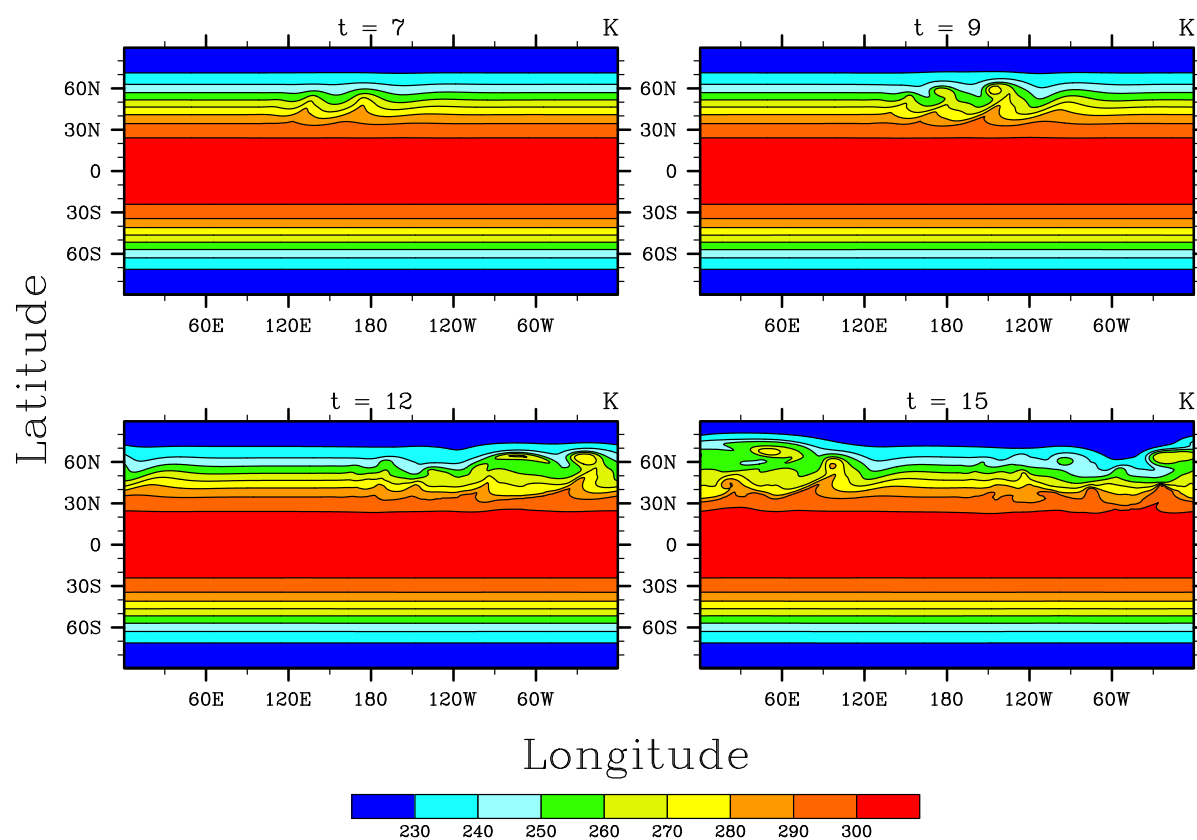 t = 7 K
t = 9 K
60N
30N
0
30S
60S
60E 120E 180 120W 60W
60N
30N
0
30S
60S
60E 120E 180 120W 60W
Latitude
t = 12 K
t = 15 K
60N
30N
0
30S
60S
60E 120E 180 120W 60W
60N
30N
0
30S
60S
60E 120E 180 120W 60W
Longitude
230 240 250 260 270 280 290 300